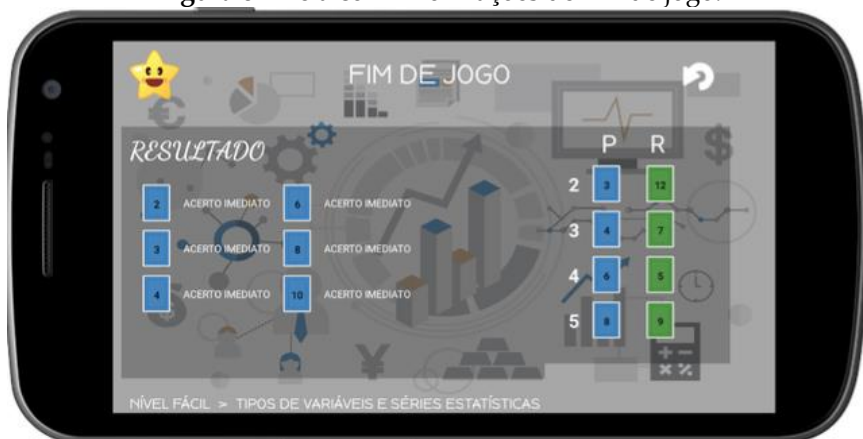 FIM DE JOGO
RESULTADO
P R
2 ACERTO IMEDIATO 6 ACERTO IMEDIATO
3 ACERTO IMEDIATO 8 ACERTO IMEDIATO
4 ACERTO IMEDIATO 10 ACERTO IMEDIATO
2 3 12
3 4 7
4 6 5
5 8 9
NÍVEL FÁCIL > TIPOS DE VARIÁVEIS E SÉRIES ESTATÍSTICAS